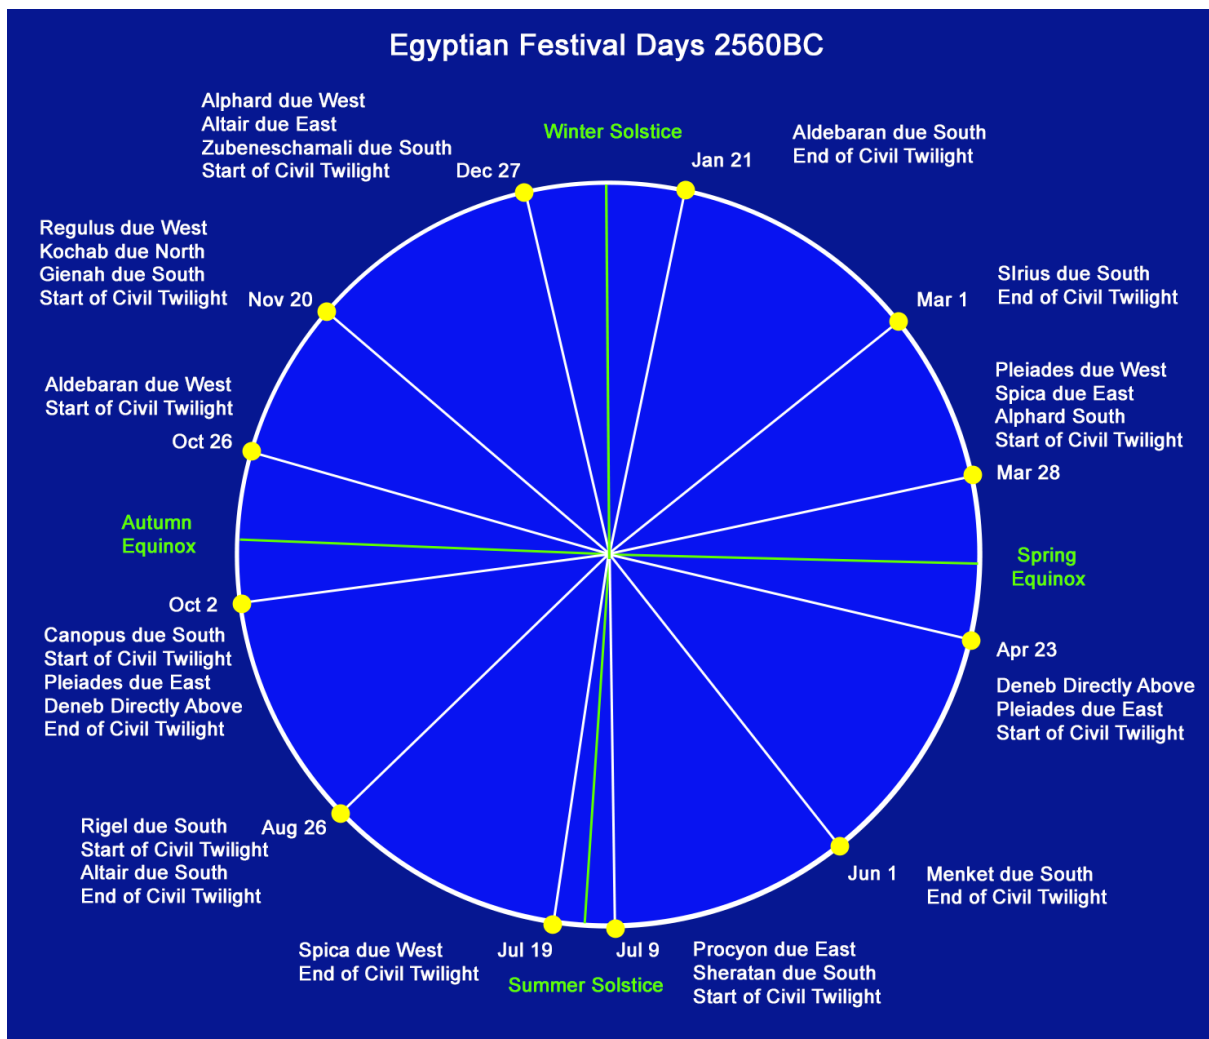 Egyptian Festival Days 2560BC
Alphard due West
Altair due East
Zubeneschamali due South
Start of Civil Twilight
Dec 27
Winter Solstice
Jan 21
Aldebaran due South
End of Civil Twilight
Regulus due West
Kochab due North
Gienah due South
Start of Civil Twilight
Nov 20
Mar 1
SIrius due South
End of Civil Twilight
Aldebaran due West
Start of Civil Twilight
Oct 26
Pleiades due West
Spica due East
Alphard South
Start of Civil Twilight
Mar 28
Autumn
Equinox
Spring
Equinox
Oct 2
Canopus due South
Start of Civil Twilight
Pleiades due East
Deneb Directly Above
End of Civil Twilight
Apr 23
Deneb Directly Above
Pleiades due East
Start of Civil Twilight
Rigel due South
Start of Civil Twilight
Altair due South
End of Civil Twilight
Aug 26
Jun 1
Menket due South
End of Civil Twilight
Spica due West
End of Civil Twilight
Jul 19
Summer Solstice
Jul 9
Procyon due East
Sheratan due South
Start of Civil Twilight